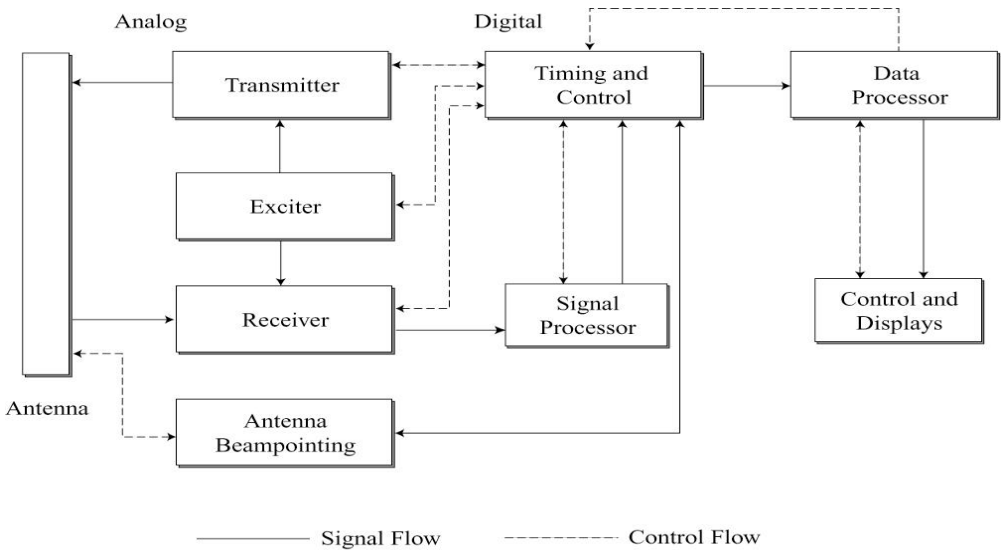 Analog
Digital
Transmitter
Timing and
Control
Data
Processor
Exciter
Receiver
Signal
Processor
Control and
Displays
Antenna
Antenna
Beampointing
Signal Flow
Control Flow